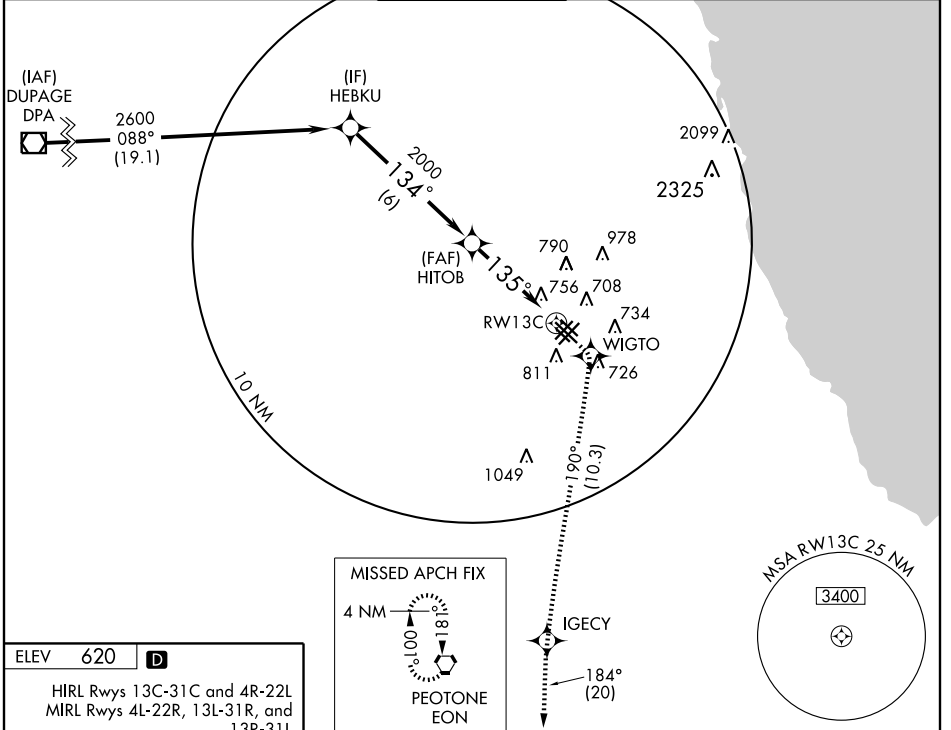 (IAF)
DUPAGE
DPA
2600
088°
(19.1)
(IF)
HEBKU
2000
134°
(6)
(FAF)
HITOB
135°
2099
2325
790
978
756
708
RW13C
734
WIGTO
811
726
10 NM
1049
190°
(10.3)
IGECY
184°
(20)
MISSED APCH FIX
4 NM
001°
181°
PEOTONE
EON
MSA RW13C 25 NM
3400
ELEV 620 D
HIRL Rwys 13C-31C and 4R-22L
MIRL Rwys 4L-22R, 13L-31R, and
13R-31L